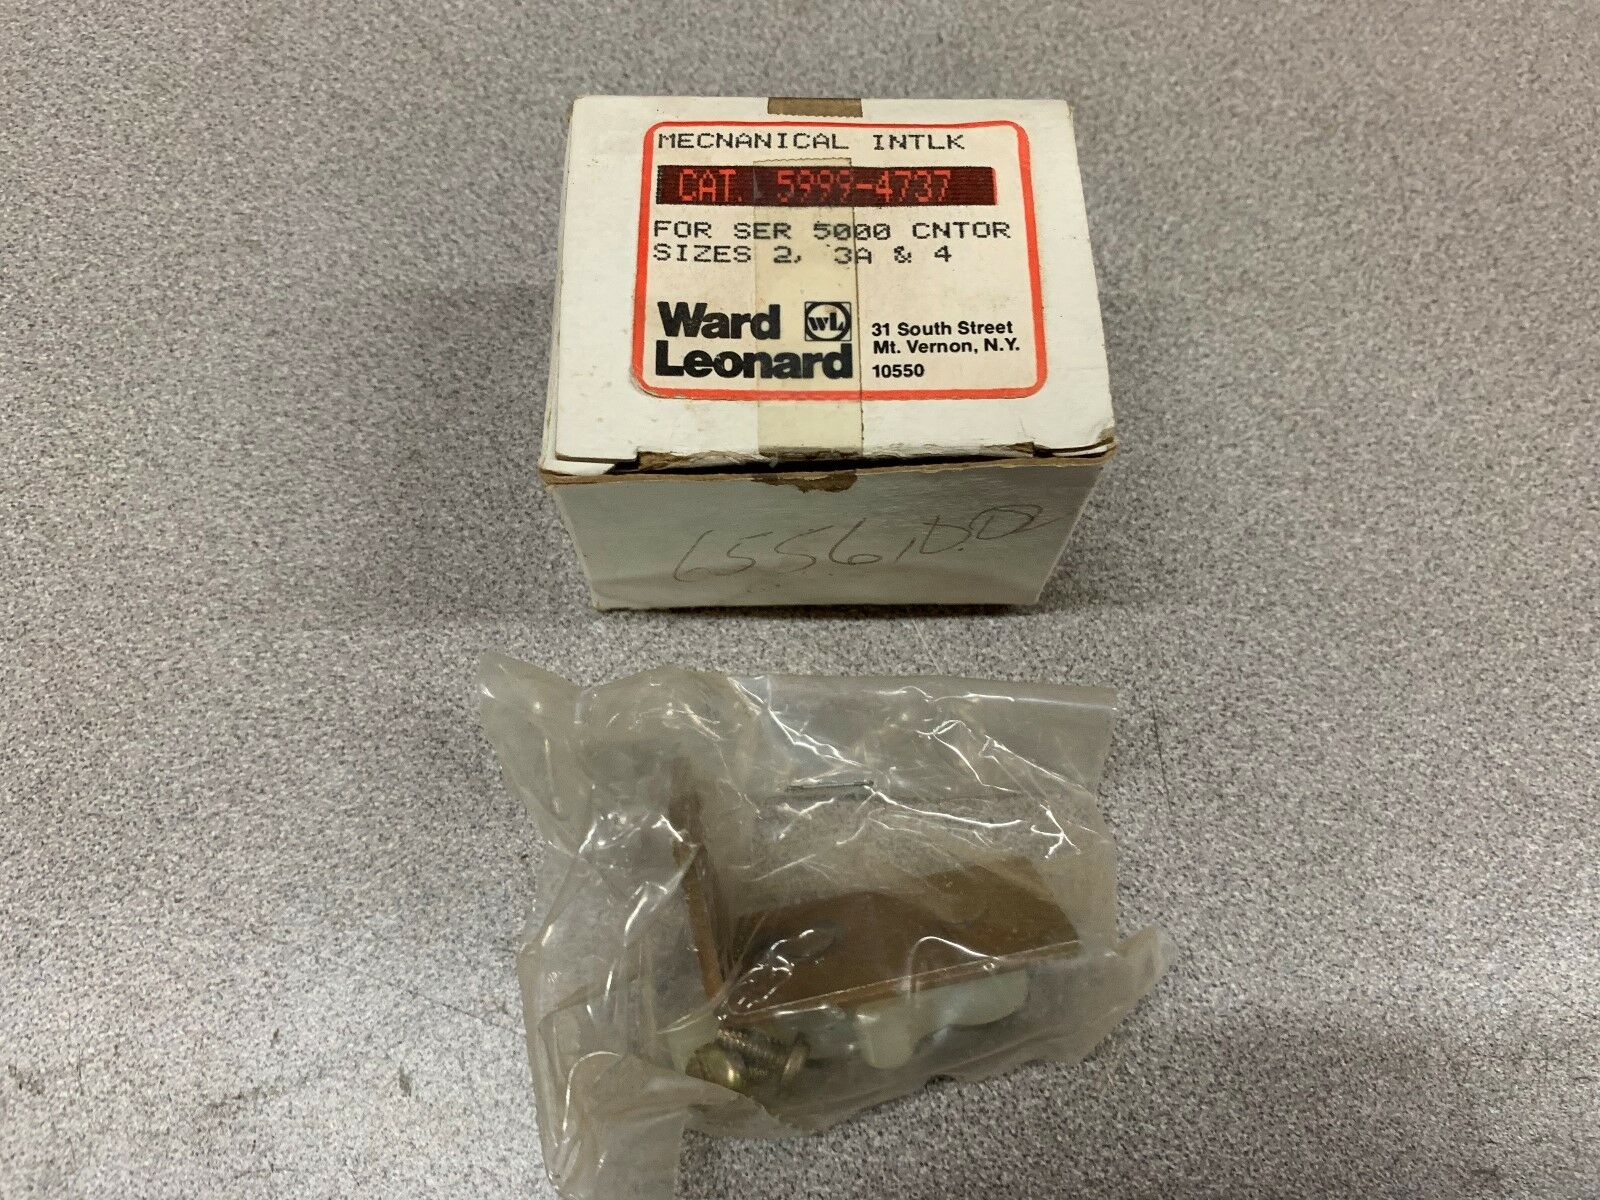 MECNANICAL INTLK
CAT. 5999-4737
FOR SER 5000 CNTOR
SIZES 2, 3A & 4
Ward
Leonard
WL
31 South Street
Mt. Vernon, N.Y.
10550